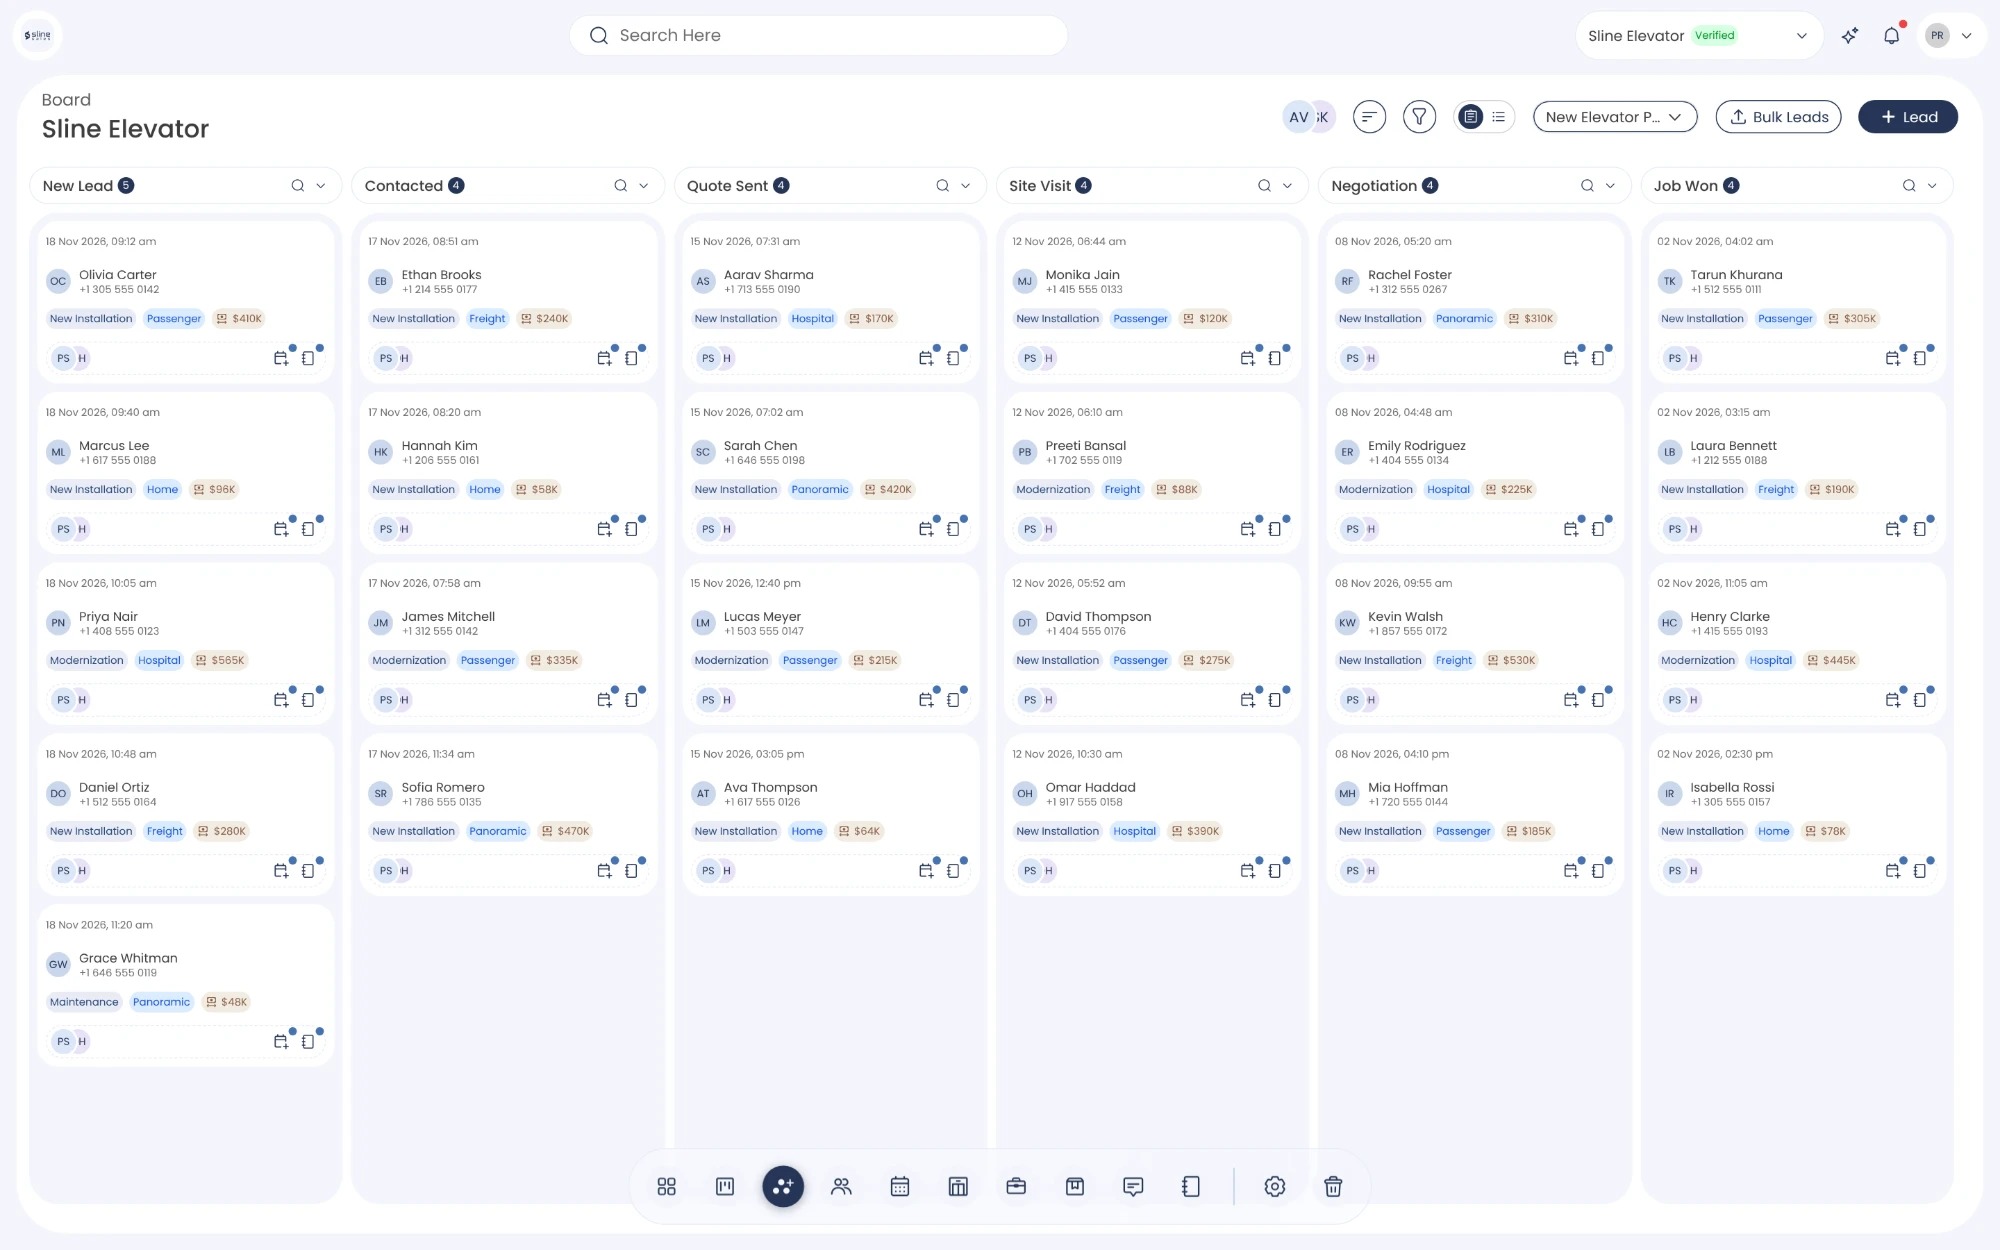 sline
Search Here
Sline Elevator Verified
PR
Board
Sline Elevator
AV SK
New Elevator P...
Bulk Leads
+ Lead
New Lead 5
18 Nov 2026, 09:12 am
OC Olivia Carter
+1 305 555 0142
New Installation Passenger $410K
PS H
18 Nov 2026, 09:40 am
ML Marcus Lee
+1 617 555 0188
New Installation Home $96K
PS H
18 Nov 2026, 10:05 am
PN Priya Nair
+1 408 555 0123
Modernization Hospital $565K
PS H
18 Nov 2026, 10:48 am
DO Daniel Ortiz
+1 512 555 0164
New Installation Freight $280K
PS H
18 Nov 2026, 11:20 am
GW Grace Whitman
+1 646 555 0119
Maintenance Panoramic $48K
PS H
Contacted 4
17 Nov 2026, 08:51 am
EB Ethan Brooks
+1 214 555 0177
New Installation Freight $240K
PS H
17 Nov 2026, 08:20 am
HK Hannah Kim
+1 206 555 0161
New Installation Home $58K
PS H
17 Nov 2026, 07:58 am
JM James Mitchell
+1 312 555 0142
Modernization Passenger $335K
PS H
17 Nov 2026, 11:34 am
SR Sofia Romero
+1 786 555 0135
New Installation Panoramic $470K
PS H
Quote Sent 4
15 Nov 2026, 07:31 am
AS Aarav Sharma
+1 713 555 0190
New Installation Hospital $170K
PS H
15 Nov 2026, 07:02 am
SC Sarah Chen
+1 646 555 0198
New Installation Panoramic $420K
PS H
15 Nov 2026, 12:40 pm
LM Lucas Meyer
+1 503 555 0147
Modernization Passenger $215K
PS H
15 Nov 2026, 03:05 pm
AT Ava Thompson
+1 617 555 0126
New Installation Home $64K
PS H
Site Visit 4
12 Nov 2026, 06:44 am
MJ Monika Jain
+1 415 555 0133
New Installation Passenger $120K
PS H
12 Nov 2026, 06:10 am
PB Preeti Bansal
+1 702 555 0119
Modernization Freight $88K
PS H
12 Nov 2026, 05:52 am
DT David Thompson
+1 404 555 0176
New Installation Passenger $275K
PS H
12 Nov 2026, 10:30 am
OH Omar Haddad
+1 917 555 0158
New Installation Hospital $390K
PS H
Negotiation 4
08 Nov 2026, 05:20 am
RF Rachel Foster
+1 312 555 0267
New Installation Panoramic $310K
PS H
08 Nov 2026, 04:48 am
ER Emily Rodriguez
+1 404 555 0134
Modernization Hospital $225K
PS H
08 Nov 2026, 09:55 am
KW Kevin Walsh
+1 857 555 0172
New Installation Freight $530K
PS H
08 Nov 2026, 04:10 pm
MH Mia Hoffman
+1 720 555 0144
New Installation Passenger $185K
PS H
Job Won 4
02 Nov 2026, 04:02 am
TK Tarun Khurana
+1 512 555 0111
New Installation Passenger $305K
PS H
02 Nov 2026, 03:15 am
LB Laura Bennett
+1 212 555 0188
New Installation Freight $190K
PS H
02 Nov 2026, 11:05 am
HC Henry Clarke
+1 415 555 0193
Modernization Hospital $445K
PS H
02 Nov 2026, 02:30 pm
IR Isabella Rossi
+1 305 555 0157
New Installation Home $78K
PS H